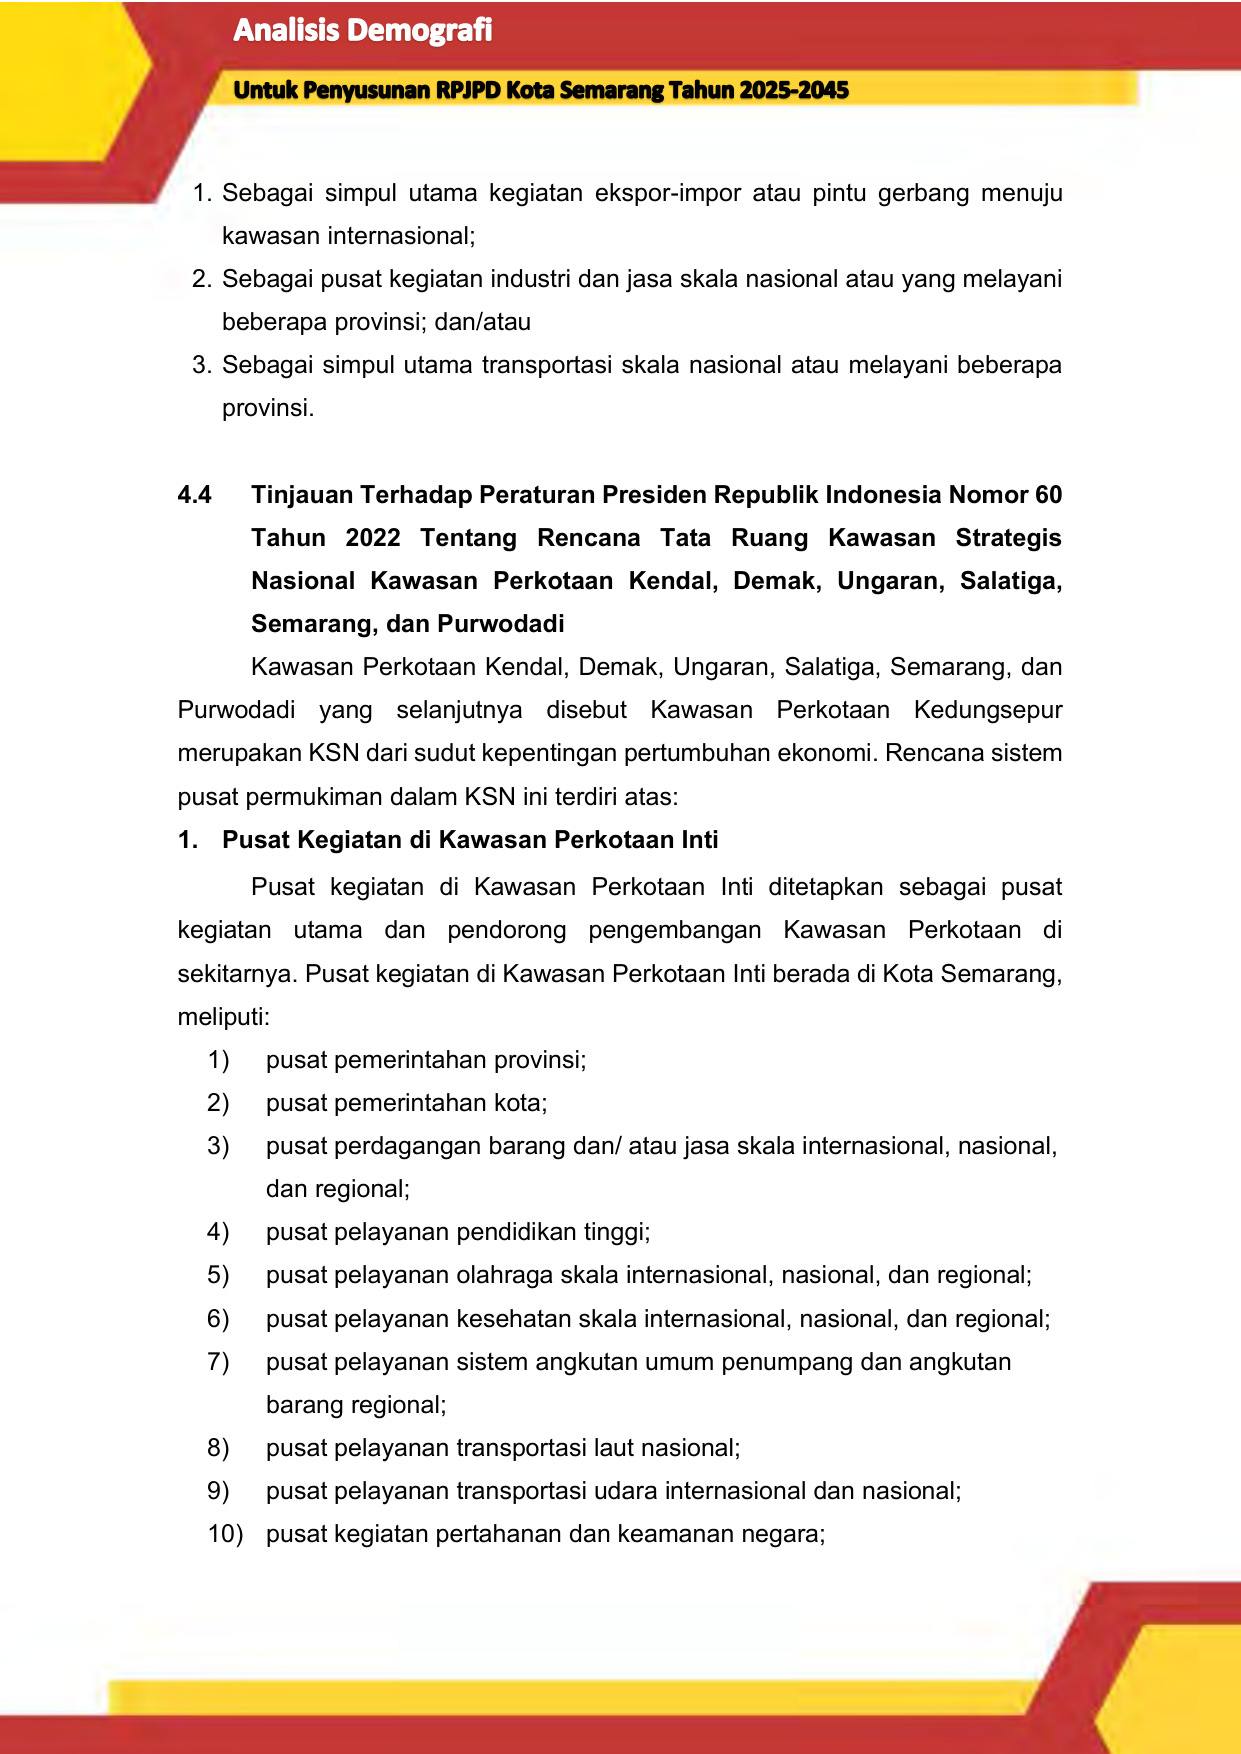 Analisis Demografi
Untuk Penyusunan RPJPD Kota Semarang Tahun 2025-2045
1. Sebagai simpul utama kegiatan ekspor-impor atau pintu gerbang menuju
kawasan internasional;
2. Sebagai pusat kegiatan industri dan jasa skala nasional atau yang melayani
beberapa provinsi; dan/atau
3. Sebagai simpul utama transportasi skala nasional atau melayani beberapa
provinsi.
4.4 Tinjauan Terhadap Peraturan Presiden Republik Indonesia Nomor 60
Tahun 2022 Tentang Rencana Tata Ruang Kawasan Strategis
Nasional Kawasan Perkotaan Kendal, Demak, Ungaran, Salatiga,
Semarang, dan Purwodadi
Kawasan Perkotaan Kendal, Demak, Ungaran, Salatiga, Semarang, dan
Purwodadi yang selanjutnya disebut Kawasan Perkotaan Kedungsepur
merupakan KSN dari sudut kepentingan pertumbuhan ekonomi. Rencana sistem
pusat permukiman dalam KSN ini terdiri atas:
1. Pusat Kegiatan di Kawasan Perkotaan Inti
Pusat kegiatan di Kawasan Perkotaan Inti ditetapkan sebagai pusat
kegiatan utama dan pendorong pengembangan Kawasan Perkotaan di
sekitarnya. Pusat kegiatan di Kawasan Perkotaan Inti berada di Kota Semarang,
meliputi:
1) pusat pemerintahan provinsi;
2) pusat pemerintahan kota;
3) pusat perdagangan barang dan/ atau jasa skala internasional, nasional,
dan regional;
4) pusat pelayanan pendidikan tinggi;
5) pusat pelayanan olahraga skala internasional, nasional, dan regional;
6) pusat pelayanan kesehatan skala internasional, nasional, dan regional;
7) pusat pelayanan sistem angkutan umum penumpang dan angkutan
barang regional;
8) pusat pelayanan transportasi laut nasional;
9) pusat pelayanan transportasi udara internasional dan nasional;
10) pusat kegiatan pertahanan dan keamanan negara;